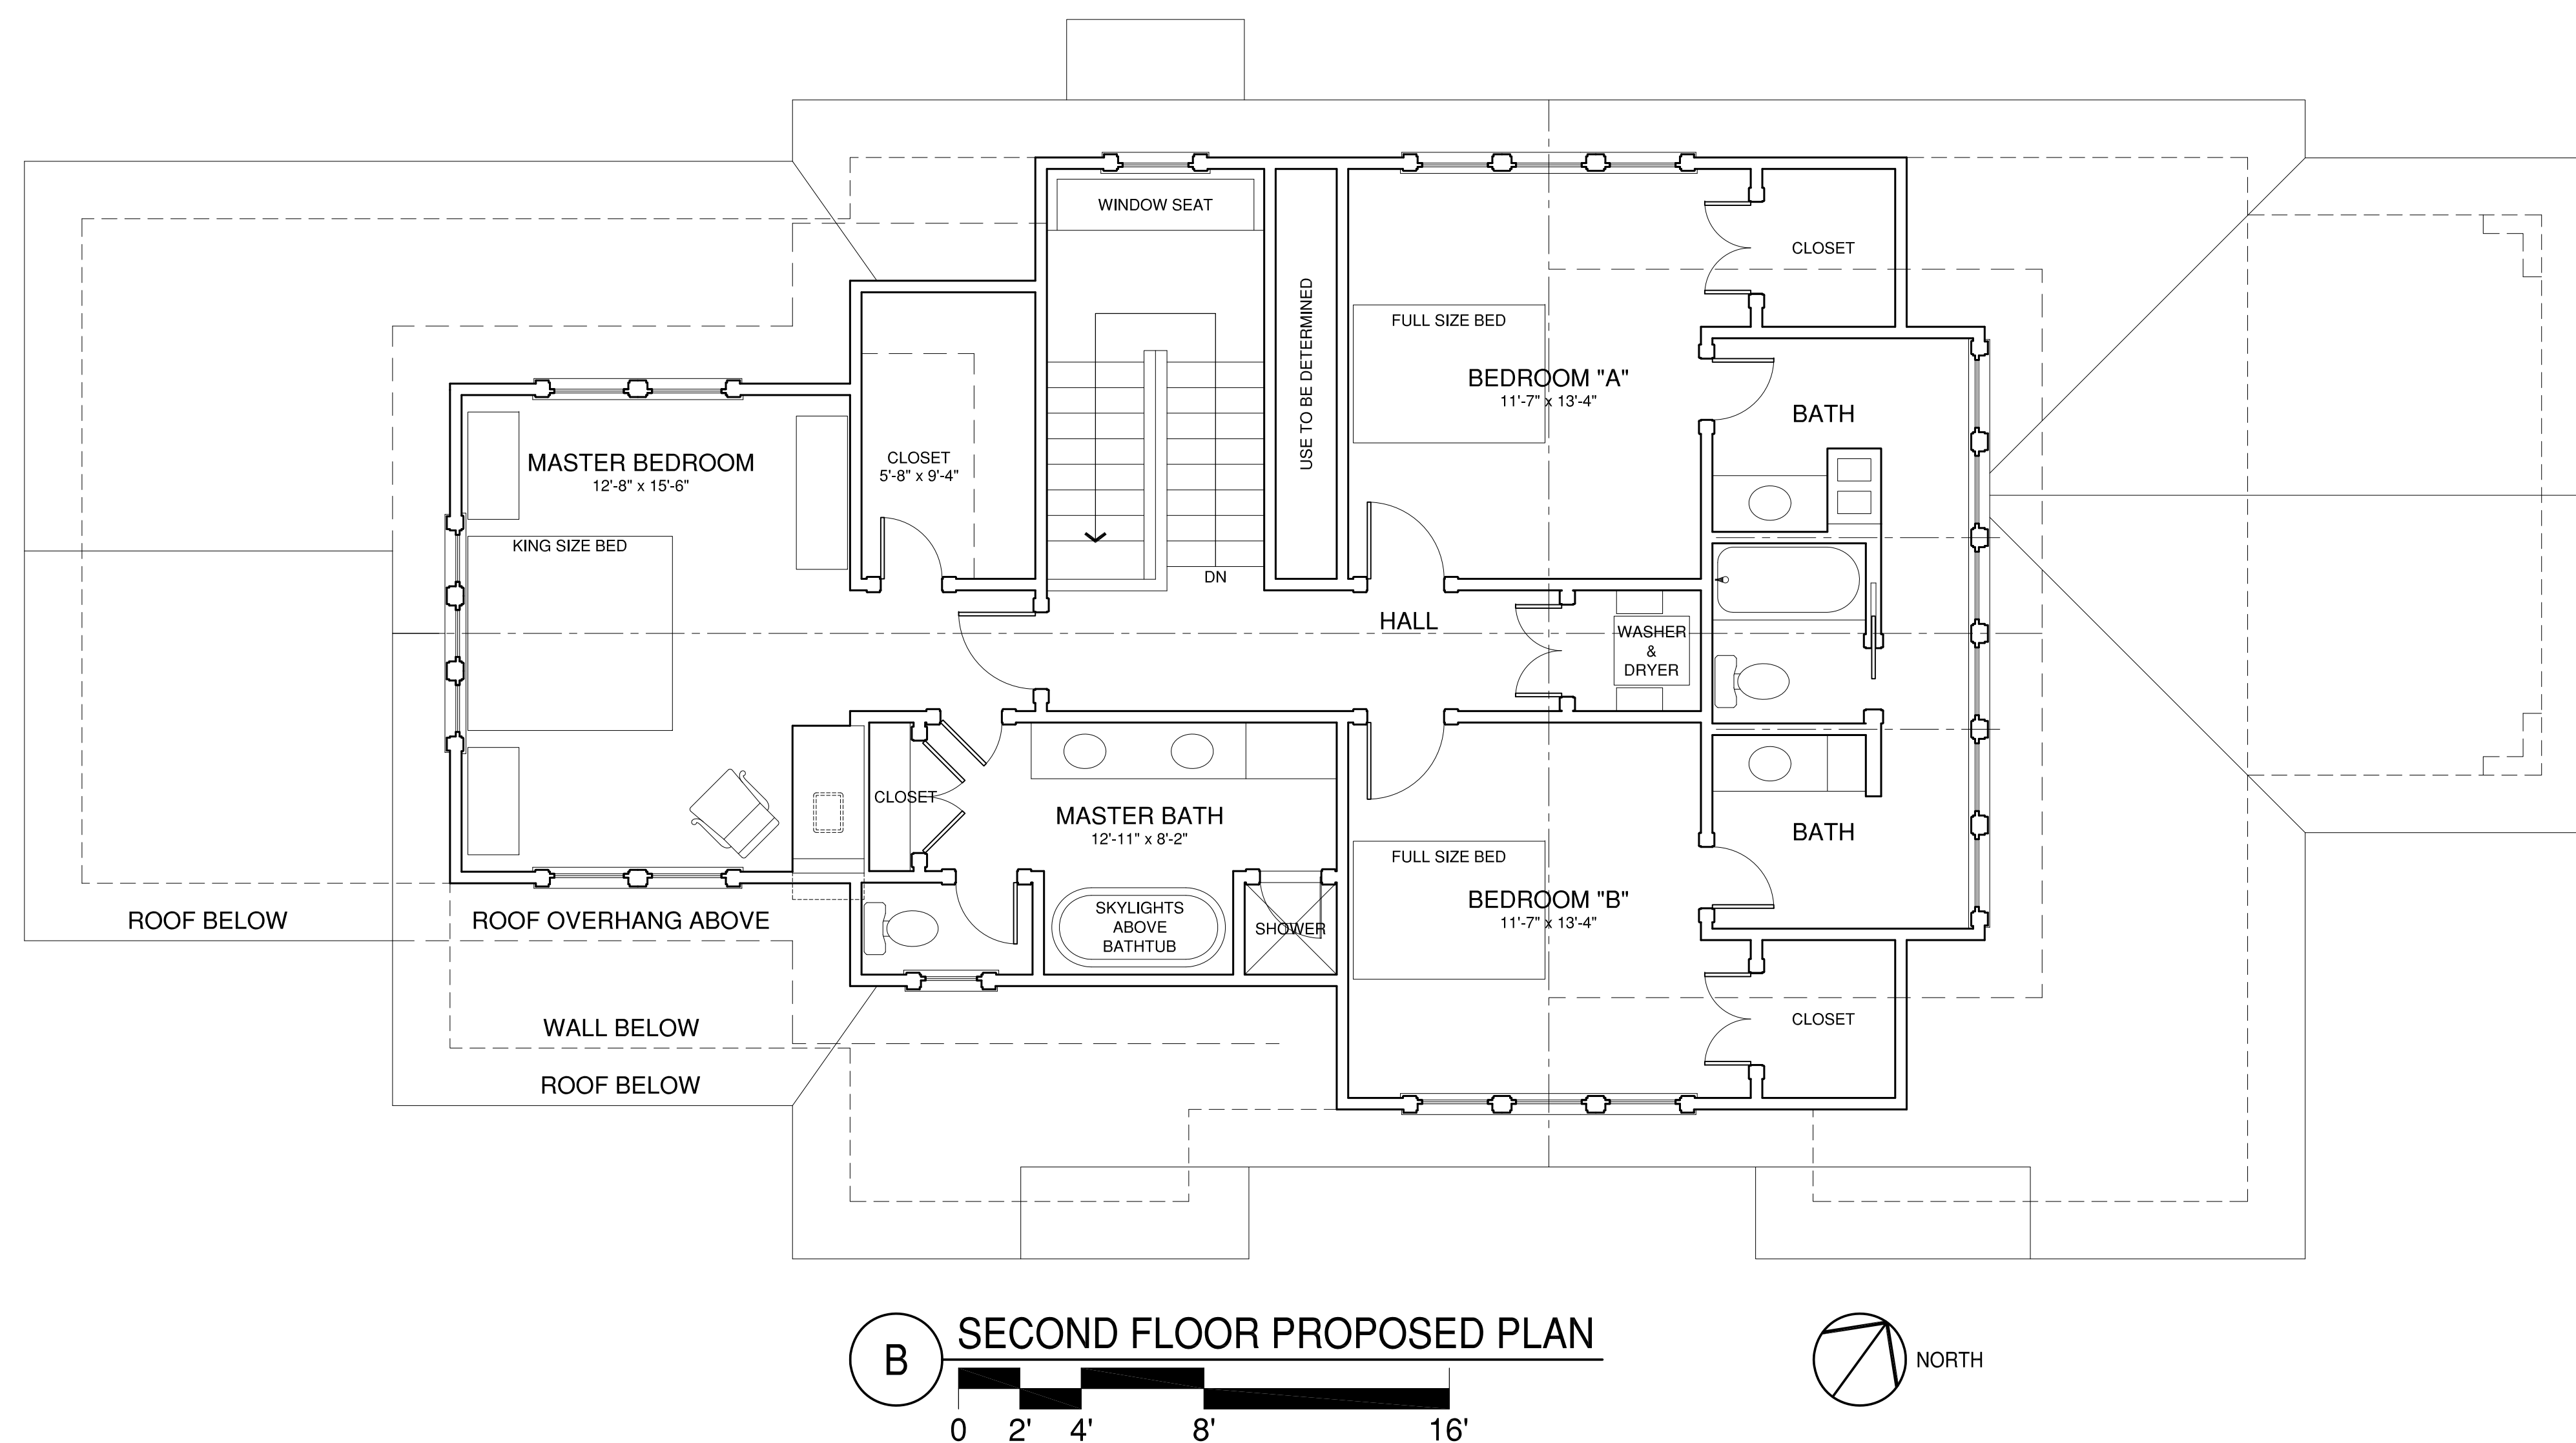 WINDOW SEAT
CLOSET
USE TO BE DETERMINED
FULL SIZE BED
BEDROOM "A"
11'-7" x 13'-4"
BATH
MASTER BEDROOM
12'-8" x 15'-6"
CLOSET
5'-8" x 9'-4"
KING SIZE BED
DN
HALL
WASHER
&
DRYER
CLOSET
MASTER BATH
12'-11" x 8'-2"
BATH
FULL SIZE BED
BEDROOM "B"
11'-7" x 13'-4"
SKYLIGHTS
ABOVE
BATHTUB
SHOWER
ROOF BELOW
ROOF OVERHANG ABOVE
CLOSET
WALL BELOW
ROOF BELOW
B
SECOND FLOOR PROPOSED PLAN
0 2' 4' 8' 16'
NORTH